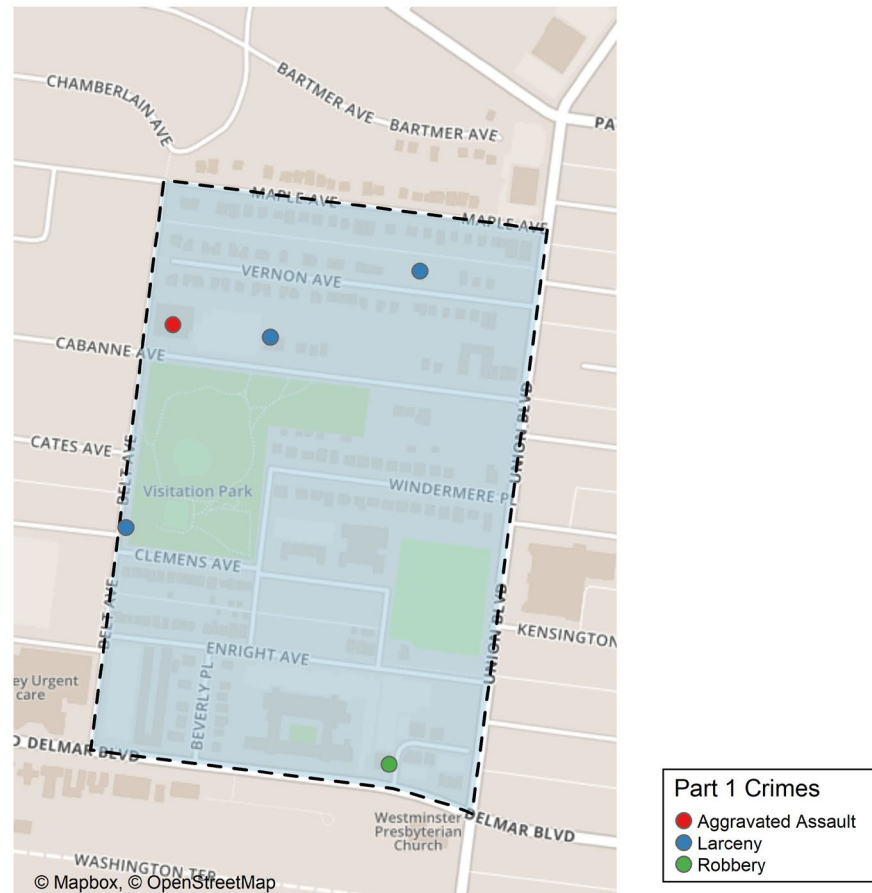 CHAMBERLAIN AVE
BARTMER AVE
BARTMER AVE
PA
MAPLE AVE
MAPLE AVE
VERNON AVE
CABANNE AVE
UNION BLVD
CATES AVE
BELT AVE
Visitation Park
WINDERMERE P
CLEMENS AVE
BELT AVE
UNION BLVD
KENSINGTON
ENRIGHT AVE
BEVERLY PL
ey Urgent
care
O DELMAR BLVD
Westminster
Presbyterian
Church
DELMAR BLVD
WASHINGTON TER
© Mapbox, © OpenStreetMap
Part 1 Crimes
Aggravated Assault
Larceny
Robbery